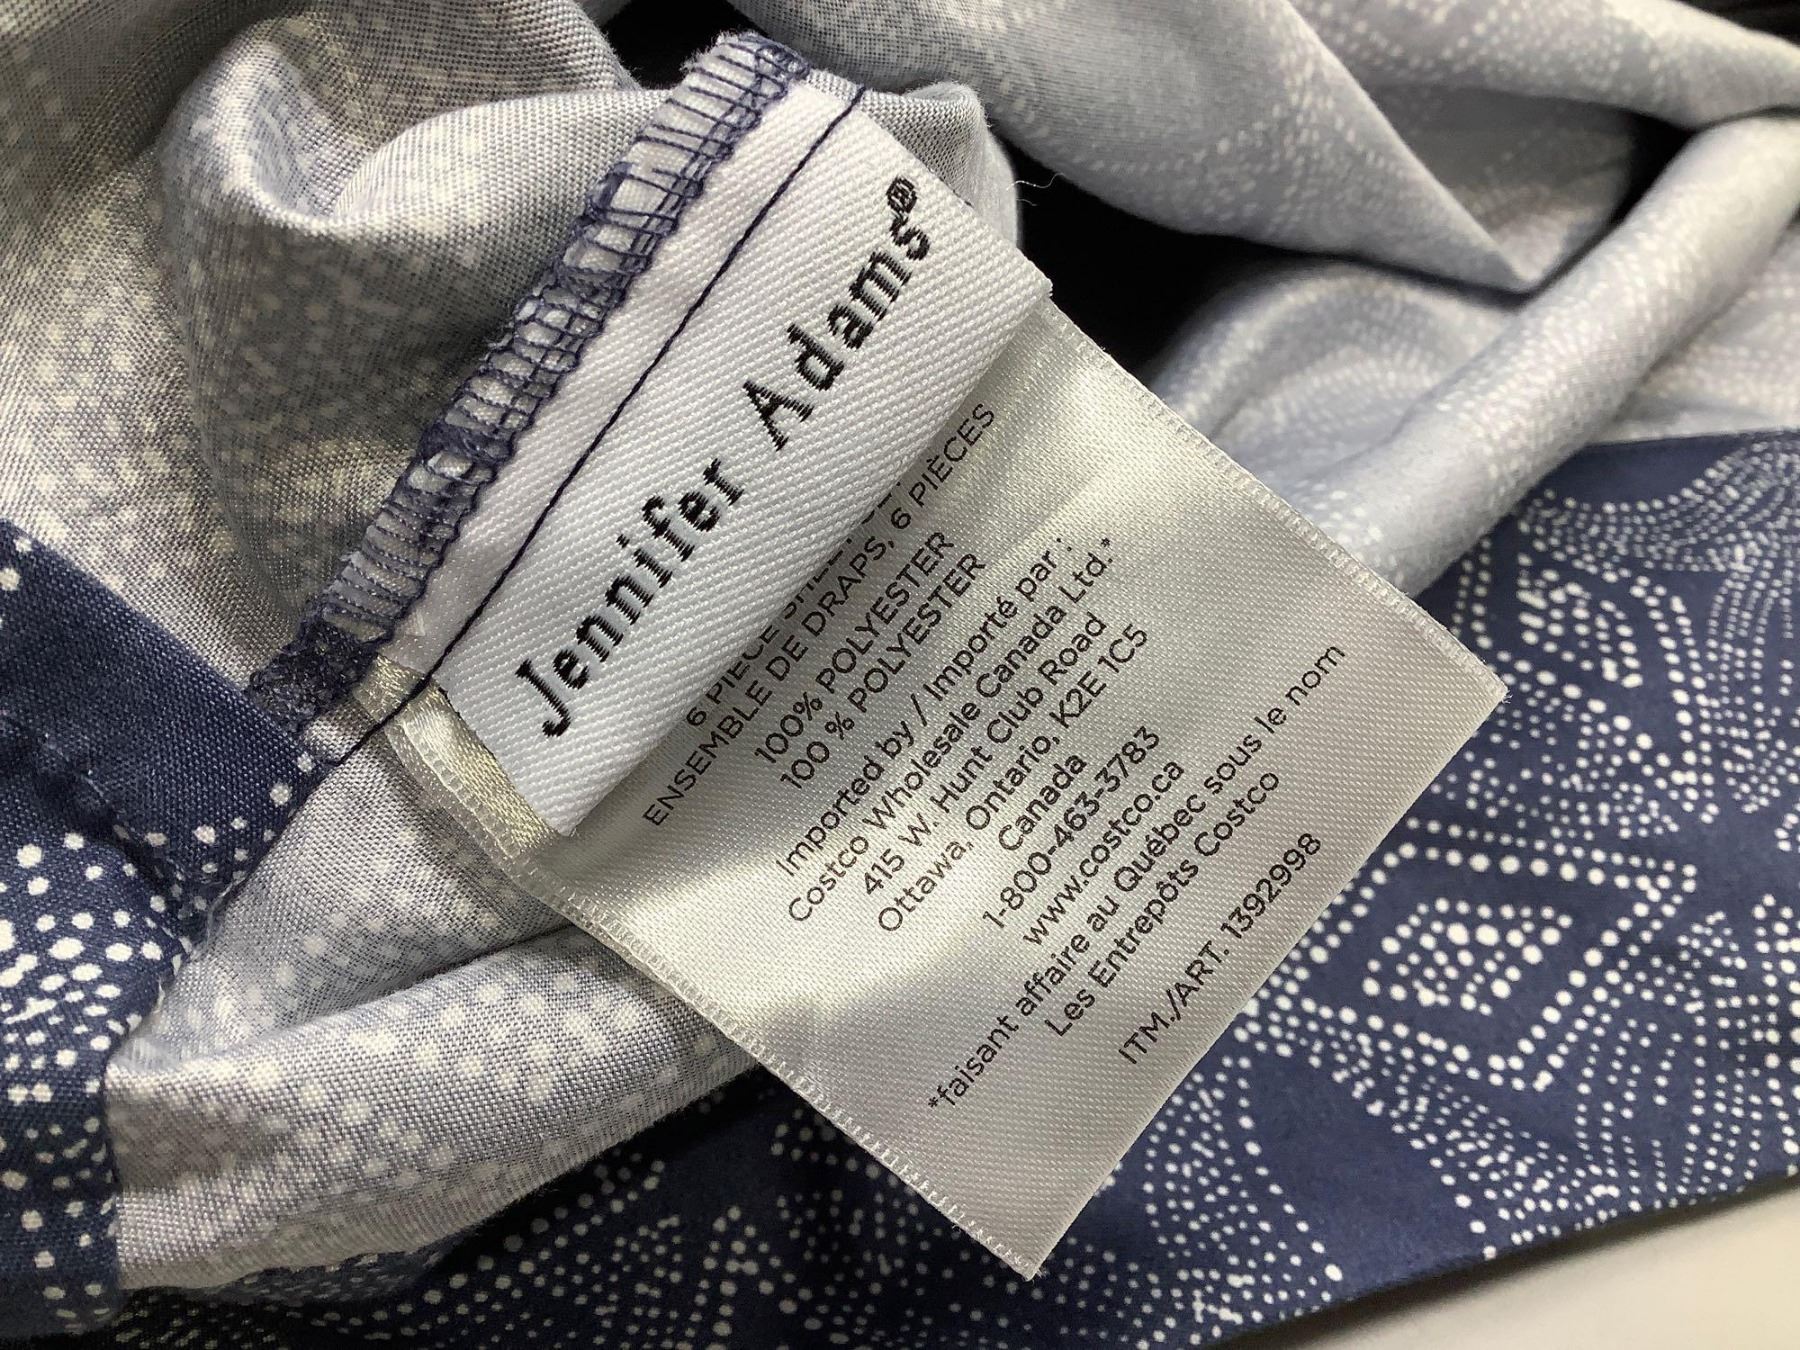 Jennifer Adams®
6 PIECE
ENSEMBLE DE DRAPS, 6 PIÈCES
100% POLYESTER
100 % POLYESTER
Imported by / Importé par :
Costco Wholesale Canada Ltd.*
415 W. Hunt Club Road
Ottawa, Ontario, K2E 1C5
Canada
1-800-463-3783
www.costco.ca
*faisant affaire au Québec sous le nom
Les Entrepôts Costco
ITM./ART. 1392998